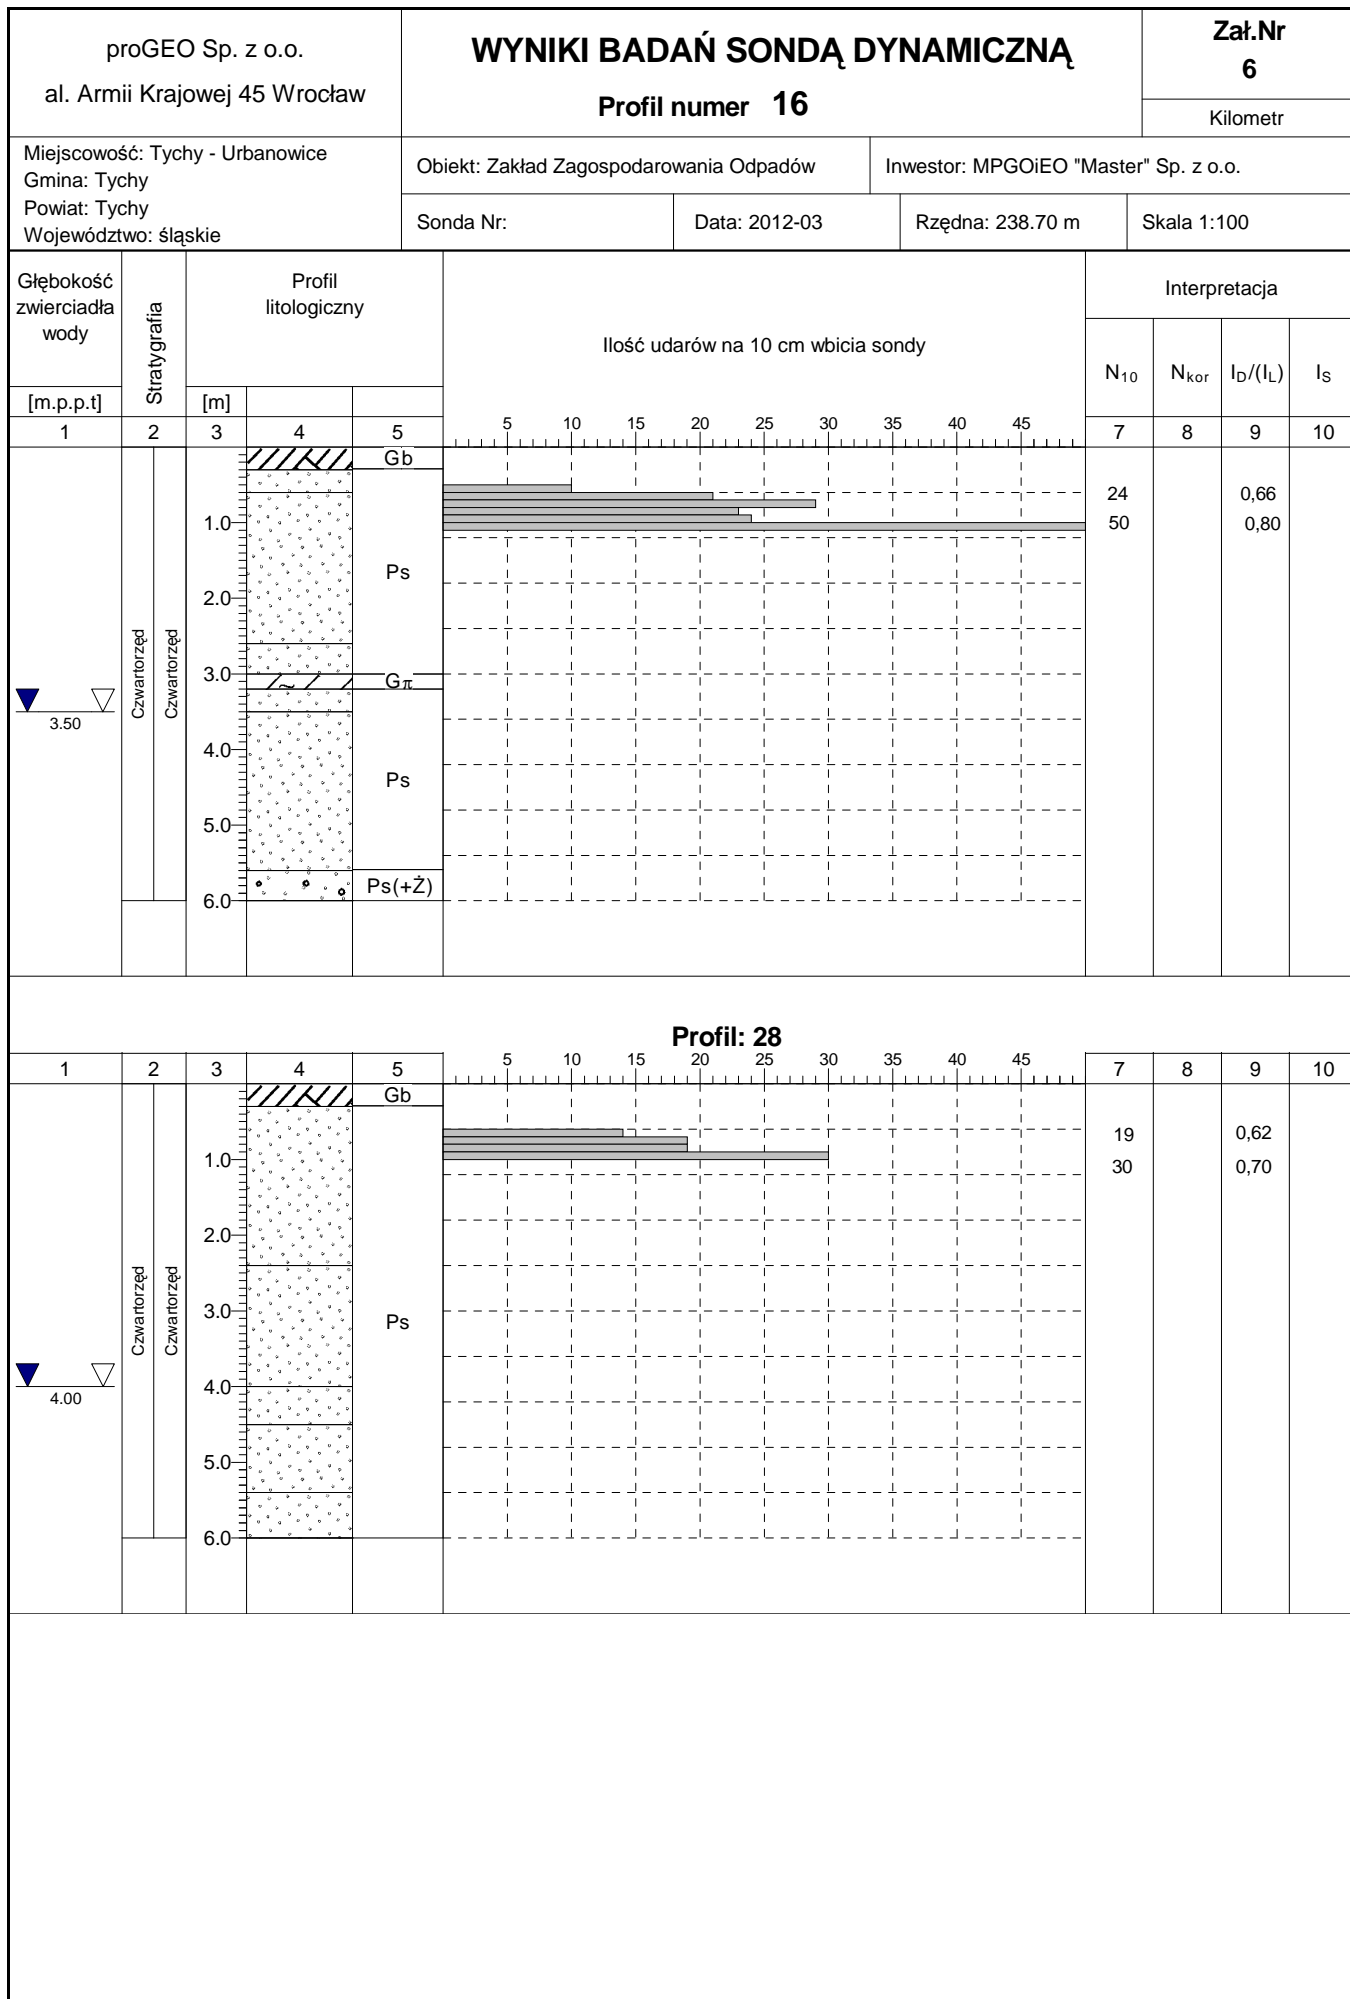 proGEO Sp. z o.o.
al. Armii Krajowej 45 Wrocław
WYNIKI BADAŃ SONDĄ DYNAMICZNĄ
Profil numer 16
Zał.Nr
6
Kilometr
Miejscowość: Tychy - Urbanowice
Gmina: Tychy
Powiat: Tychy
Województwo: śląskie
Obiekt: Zakład Zagospodarowania Odpadów
Inwestor: MPGOiEO "Master" Sp. z o.o.
Sonda Nr:
Data: 2012-03
Rzędna: 238.70 m
Skala 1:100
Głębokość
zwierciadła
wody
[m.p.p.t]
Stratygrafia
Profil
litologiczny
[m]
Ilość udarów na 10 cm wbicia sondy
Interpretacja
N10 Nkor ID/(IL) IS
1 2 3 4 5 5 10 15 20 25 30 35 40 45 7 8 9 10
Gb
24 0,66
1.0 50 0,80
Ps
2.0
Czwartorzęd
Czwartorzęd
3.0
Gπ
3.50
4.0
Ps
5.0
Ps(+Ż)
6.0
Profil: 28
1 2 3 4 5 5 10 15 20 25 30 35 40 45 7 8 9 10
Gb
19 0,62
1.0 30 0,70
2.0
Czwartorzęd
Czwartorzęd
3.0
Ps
4.00
4.0
5.0
6.0